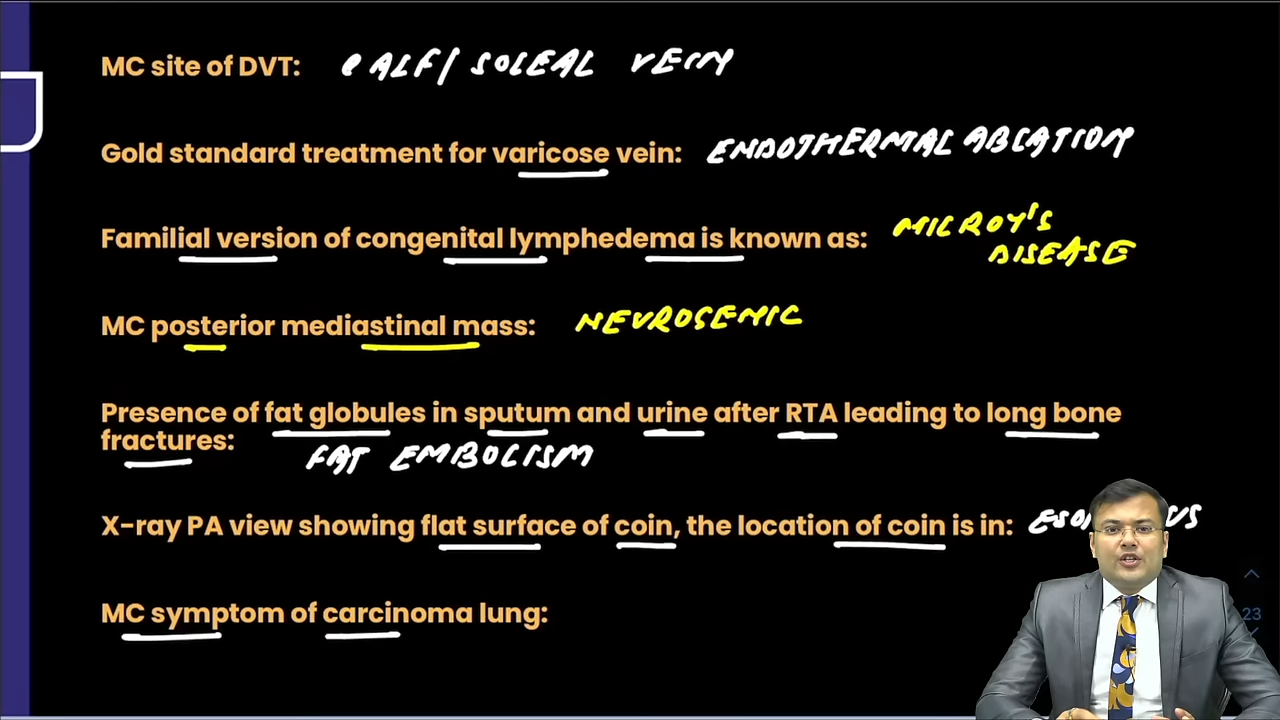 MC site of DVT: CALF/ SOLEAL VEIN
Gold standard treatment for varicose vein: ENDOTHERMAL ABLATION
Familial version of congenital lymphedema is known as: MILROY'S
DISEASE
MC posterior mediastinal mass: NEUROGENIC
Presence of fat globules in sputum and urine after RTA leading to long bone
fractures:
FAT EMBOLISM
X-ray PA view showing flat surface of coin, the location of coin is in:
MC symptom of carcinoma lung:
23